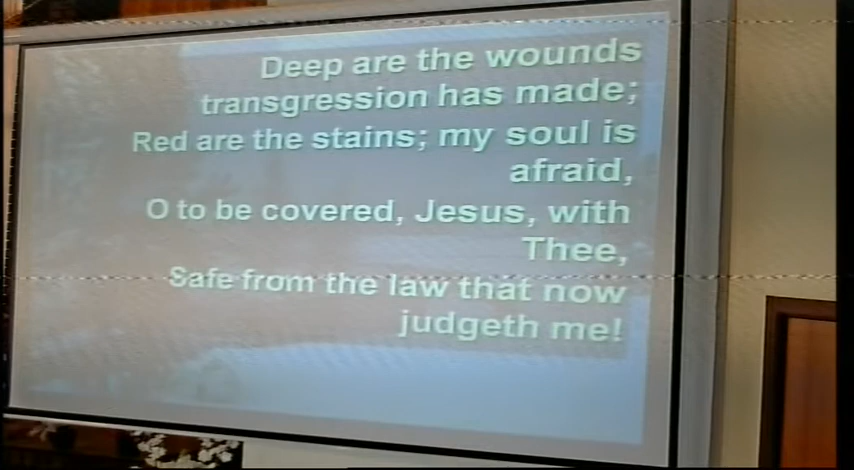 Deep are the wounds
transgression has made;
Red are the stains; my soul is
afraid,
O to be covered, Jesus, with
Thee,
Safe from the law that now
judgeth me!